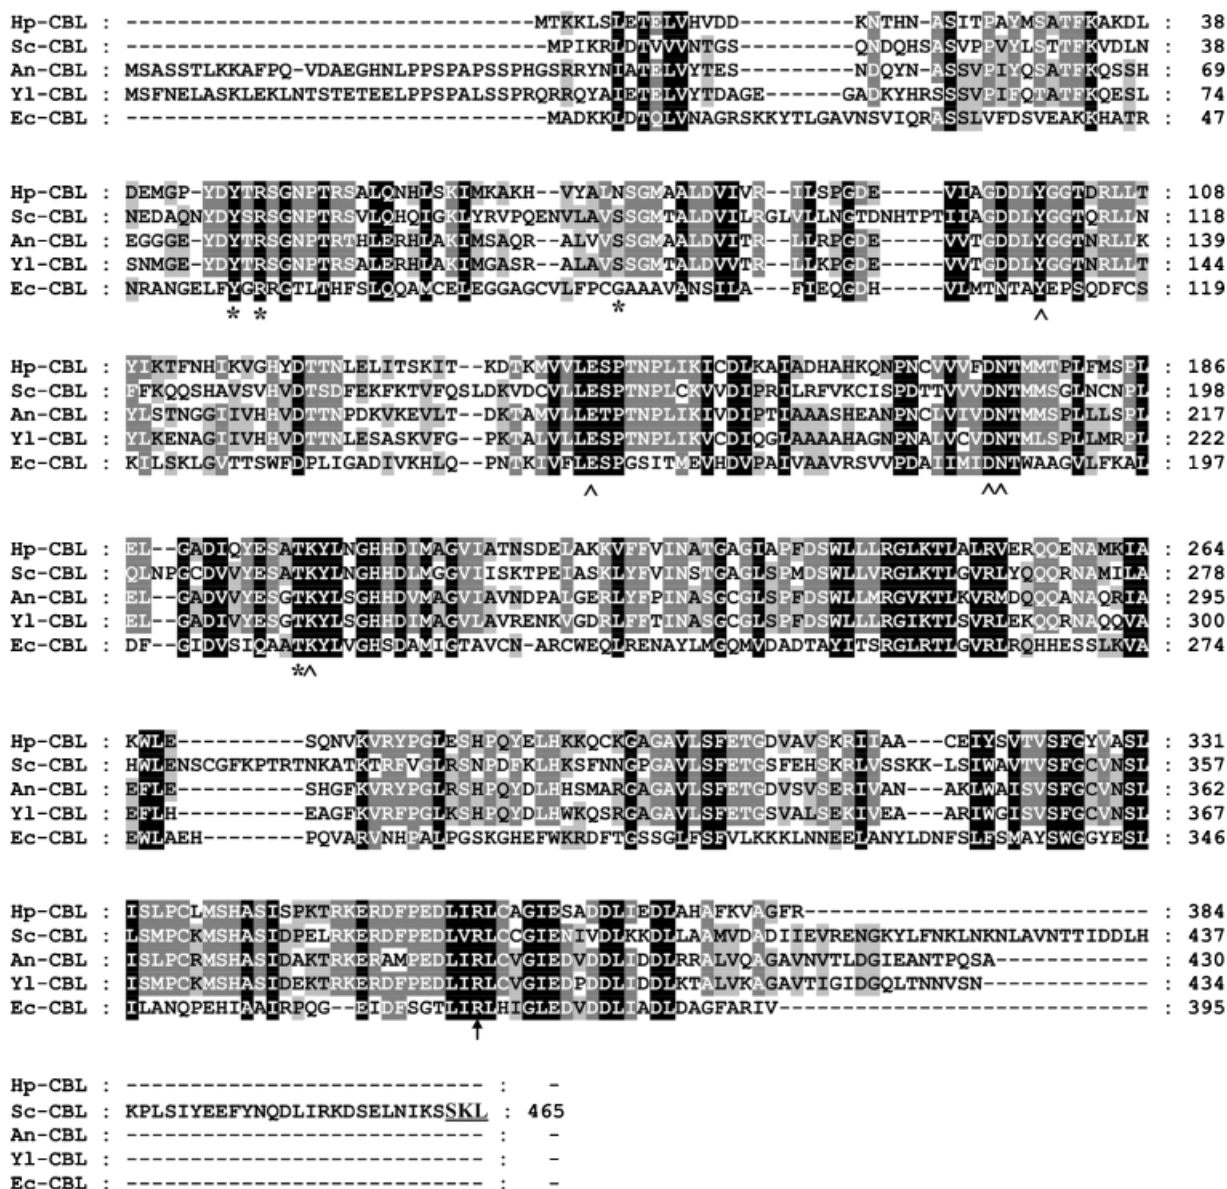 Hp-CBL : -------------------------------MTKKLSLETELVHVDD---------KNTHN-ASITPAYMSATFKAKDL : 38
Sc-CBL : --------------------------------MPIKRLDTVVVNTGS---------QNDQHSASVPPVYLSTTFKVDLN : 38
An-CBL : MSASSTLKKAFPQ-VDAEGHNLPPSPAPSSPHGSRRYNIATELVYTES---------NDQYN-ASSVPIYQSATFKQSSH : 69
Yl-CBL : MSFNELASKLEKLNTSTETEELPPSPALSSPRQRRQYAIETELVYTDAGE------GADKYHRSSSVPIFQTATFKQESL : 74
Ec-CBL : --------------------------------MADKKLDTQLVNAGRSKKYTLGAVNSVIQRASSLVFDSVEAKKHATR : 47
Hp-CBL : DEMGP-YDYTRSGNPTRSALQNHLSKIMKAKH--VYALNSGMAALDVIVR--ILSPGDE-----VIAGDDLYGGTDRLLT : 108
Sc-CBL : NEDAQNYDYSRSGNPTRSVLQHQIGKLYRVPQENVLAVSSGMTALDVILRGLVLLNGTDNHTPTIIAGDDLYGGTQRLLN : 118
An-CBL : EGGGE-YDYTRSGNPTRTHLERHLAKIMSAQR--ALVVSSGMAALDVITR--LLRPGDE-----VVTGDDLYGGTNRLLK : 139
Yl-CBL : SNMGE-YDYTRSGNPTRSALERHLAKIMGASR--ALAVSSGMTALDVVTR--LLKPGDE-----VVTGDDLYGGTNRLLT : 144
Ec-CBL : NRANGELFYGRRGTLTHFSLQQAMCELEGGAGCVLFPCGAAAVANSILA--FIEQGDH-----VLMTNTAYEPSQDFCS : 119
* * * ^
Hp-CBL : YIKTFNHIKVGHYDTTNLELITSKIT--KDTKMVVLESPTNPLIKICDLKAIADHAHKQNPNCVVVFDNTMMTPLFMSPL : 186
Sc-CBL : FFKQQSHAVSVHVDTSDFEKFKTVFQSLDKVDCVLLESPTNPLCKVVDIPRILRFVKCISPDTTVVVDNTMMSGLNCNPL : 198
An-CBL : YLSTNGGIIVHHVDTTNPDKVKEVLT--DKTAMVLLETPTNPLIKIVDIPTIAAASHEANPNCLVIVDNTMMSPLLLSPL : 217
Yl-CBL : YLKENAGIIVHHVDTTNLESASKVFG--PKTALVLLESPTNPLIKVCDIQGLAAAAHAGNPNALVCVDNTMLSPLLMRPL : 222
Ec-CBL : KILSKLGVTTSWFDPLIGADIVKHLQ--PNTKIVFLESPGSITMEVHDVPAIVAAVRSVVPDAIIMIDNTWAAGVLFKAL : 197
^ ^^
Hp-CBL : EL--GADIQYESATKYLNGHHDIMAGVIATNSDELAKKVFFVINATGAGIAPFDSWLLLRGLKTLALRVERQQENAMKIA : 264
Sc-CBL : QLNPGCDVVYESATKYLNGHHDLMGGVIISKTPEIASKLYFVINSTGAGLSPMDSWLLVRGLKTLGVRLYQQQRNAMILA : 278
An-CBL : EL--GADVVYESGTKYLSGHHDVMAGVIAVNDPALGERLYFPINASGCGLSPFDSWLLMRGVKTLKVRMDQQQANAQRIA : 295
Yl-CBL : EL--GADIVYESGTKYLSGHHDIMAGVLAVRENKVGDRLFFTINASGCGLSPFDSWLLLRGIKTLSVRLEKQQRNAQQVA : 300
Ec-CBL : DF--GIDVSIQAATKYLVGHSDAMIGTAVCN-ARCWEQLRENAYLMGQMVDADTAYITSRGLRTLGVRLRQHHESSLKVA : 274
*^
Hp-CBL : KWLE----------SQNVKVRYPGLESHPQYELHKKQCKGAGAVLSFETGDVAVSKRIIAA---CEIYSVTVSFGYVASL : 331
Sc-CBL : HWLENSCGFKPTRTNKATKTRFVGLRSNPDFKLHKSFNNGPGAVLSFETGSFEHSKRLVSSKK-LSIWAVTVSFGCVNSL : 357
An-CBL : EFLE----------SHGFKVRYPGLRSHPQYDLHHSMARGAGAVLSFETGDVSVSERIVAN---AKLWAISVSFGCVNSL : 362
Yl-CBL : EFLH----------EAGFKVRFPGLKSHPQYDLHWKQSRGAGAVLSFETGSVALSEKIVEA---ARIWGISVSFGCVNSL : 367
Ec-CBL : EWLAEH--------PQVARVNHPALPGSKGHEFWKRDFTGSSGLFSFVLKKKLNNEELANYLDNFSLFSMAYSWGGYESL : 346
Hp-CBL : ISLPCLMSHASISPKTRKERDFPEDLIRLCAGIESADDLIEDLAHAFKVAGFR--------------------------- : 384
Sc-CBL : LSMPCKMSHASIDPELRKERDFPEDLVRLCCGIENIVDLKKDLLAAMVDADIIEVRENGKYLFNKLNKNLAVNTTIDDLH : 437
An-CBL : ISLPCRMSHASIDAKTRKERAMPEDLIRLCVGIEDVDDLIDDLRRALVQAGAVNVTLDGIEANTPQSA------------ : 430
Yl-CBL : ISMPCKMSHASIDEKTRKERDFPEDLIRLCVGIEDPDDLIDDLKTALVKAGAVTIGIDGQLTNNVSN------------- : 434
Ec-CBL : ILANQPEHIAAIRPQG--EIDFSGTLIRLHIGLEDVDDLIADLDAGFARIV----------------------------- : 395
↑
Hp-CBL : ---------------------------- : -
Sc-CBL : KPLSIYEEFYNQDLIRKDSELNIKSSKL : 465
An-CBL : ---------------------------- : -
Yl-CBL : ---------------------------- : -
Ec-CBL : ---------------------------- : -